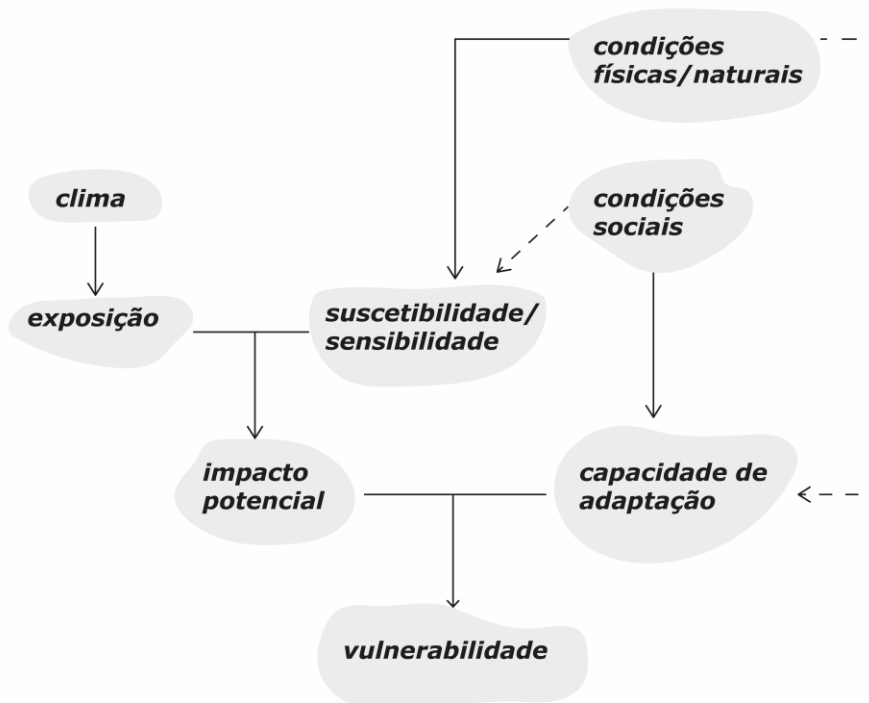 condições
físicas/naturais
clima
condições
sociais
exposição
suscetibilidade/
sensibilidade
impacto
potencial
capacidade de
adaptação
vulnerabilidade